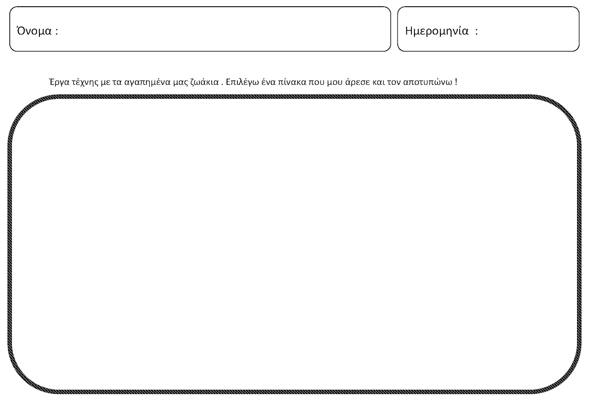 Όνομα :
Ημερομηνία :
Έργα τέχνης με τα αγαπημένα μας ζωάκια . Επιλέγω ένα πίνακα που μου άρεσε και τον αποτυπώνω !